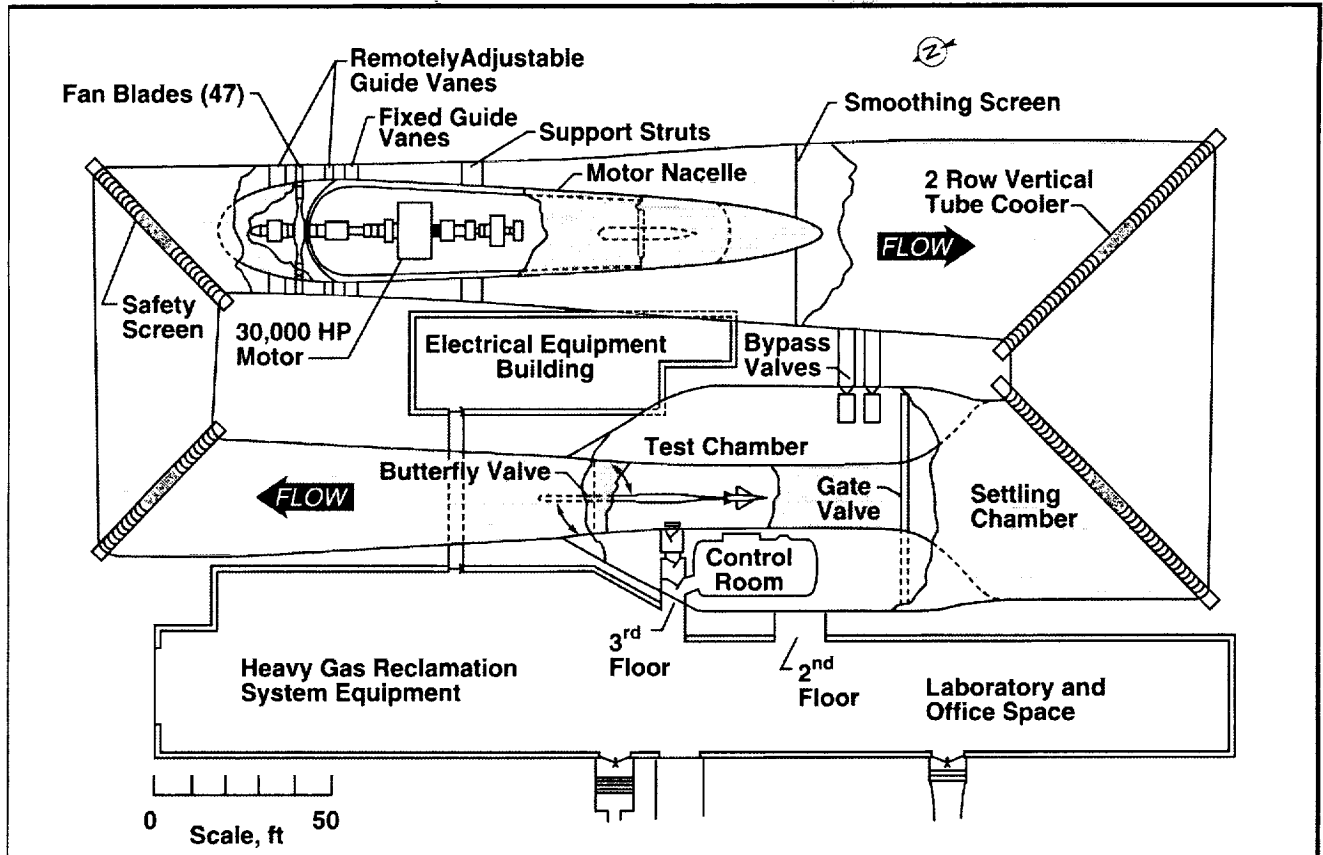 N
RemotelyAdjustable
Guide Vanes
Fan Blades (47)
Fixed Guide
Vanes
Smoothing Screen
Support Struts
Motor Nacelle
2 Row Vertical
Tube Cooler
FLOW
Safety
Screen
30,000 HP
Motor
Electrical Equipment
Building
Bypass
Valves
Test Chamber
Butterfly Valve
FLOW
Gate
Valve
Settling
Chamber
Control
Room
3rd
Floor
2nd
Floor
Heavy Gas Reclamation
System Equipment
Laboratory and
Office Space
0 50
Scale, ft